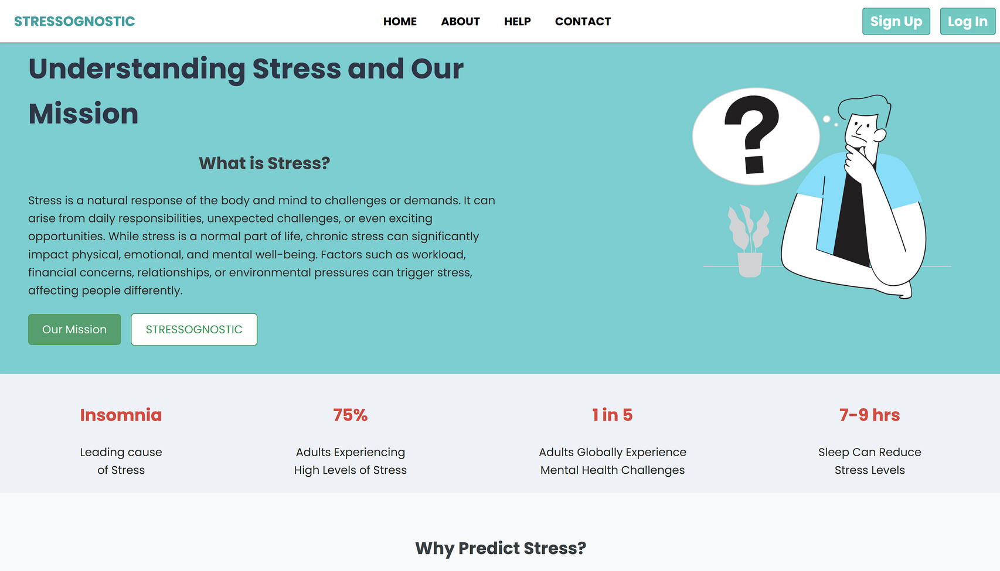 STRESSOGNOSTIC
HOME ABOUT HELP CONTACT
Sign Up Log In
Understanding Stress and Our
Mission
What is Stress?
Stress is a natural response of the body and mind to challenges or demands. It can
arise from daily responsibilities, unexpected challenges, or even exciting
opportunities. While stress is a normal part of life, chronic stress can significantly
impact physical, emotional, and mental well-being. Factors such as workload,
financial concerns, relationships, or environmental pressures can trigger stress,
affecting people differently.
?
Our Mission STRESSOGNOSTIC
Insomnia
Leading cause
of Stress
75%
Adults Experiencing
High Levels of Stress
1 in 5
Adults Globally Experience
Mental Health Challenges
7-9 hrs
Sleep Can Reduce
Stress Levels
Why Predict Stress?